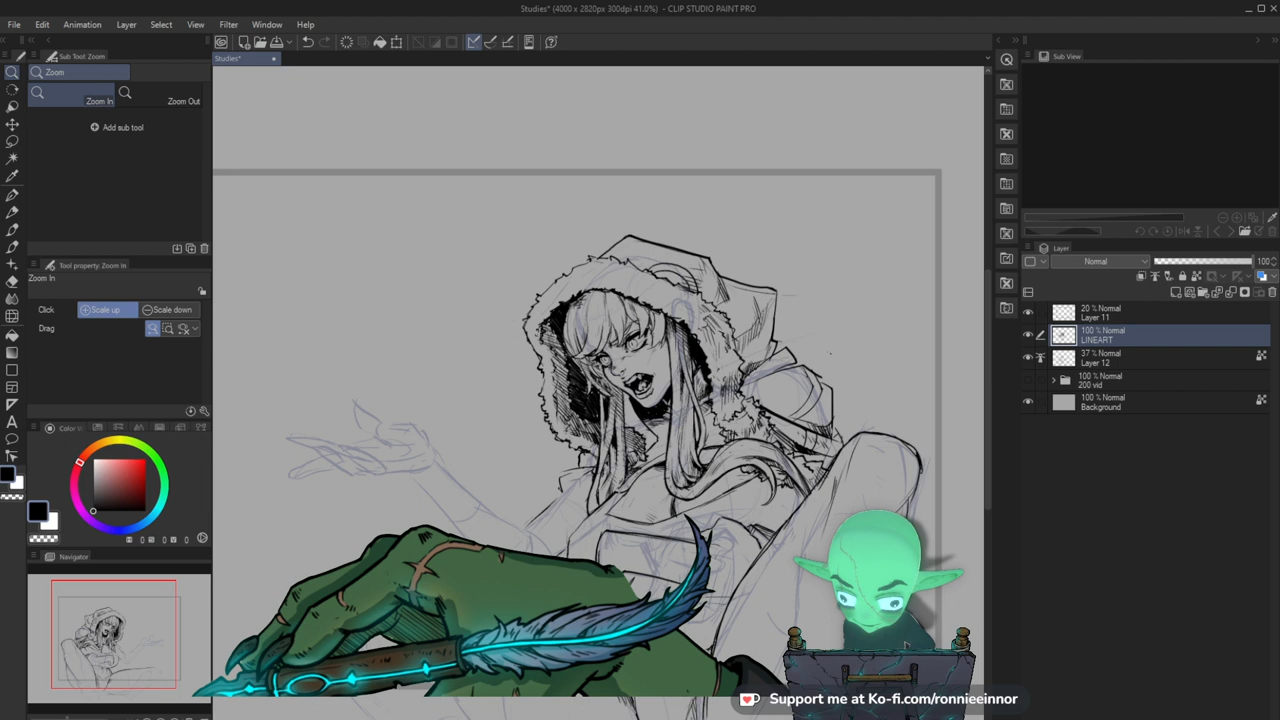 Studies* (4000 x 2820px 300dpi 41.0%) - CLIP STUDIO PAINT PRO
File Edit Animation Layer Select View Filter Window Help
Sub Tool: Zoom
Studies*
Sub View
Zoom
Zoom In
Zoom Out
Add sub tool
Tool property: Zoom in
Zoom In
Click Scale up Scale down
Drag
Layer
Normal 100
20 % Normal
Layer 11
100 % Normal
LINEART
37 % Normal
Layer 12
100 % Normal
200 vid
100 % Normal
Background
Navigator
Support me at Ko-fi.com/ronnieeinnor